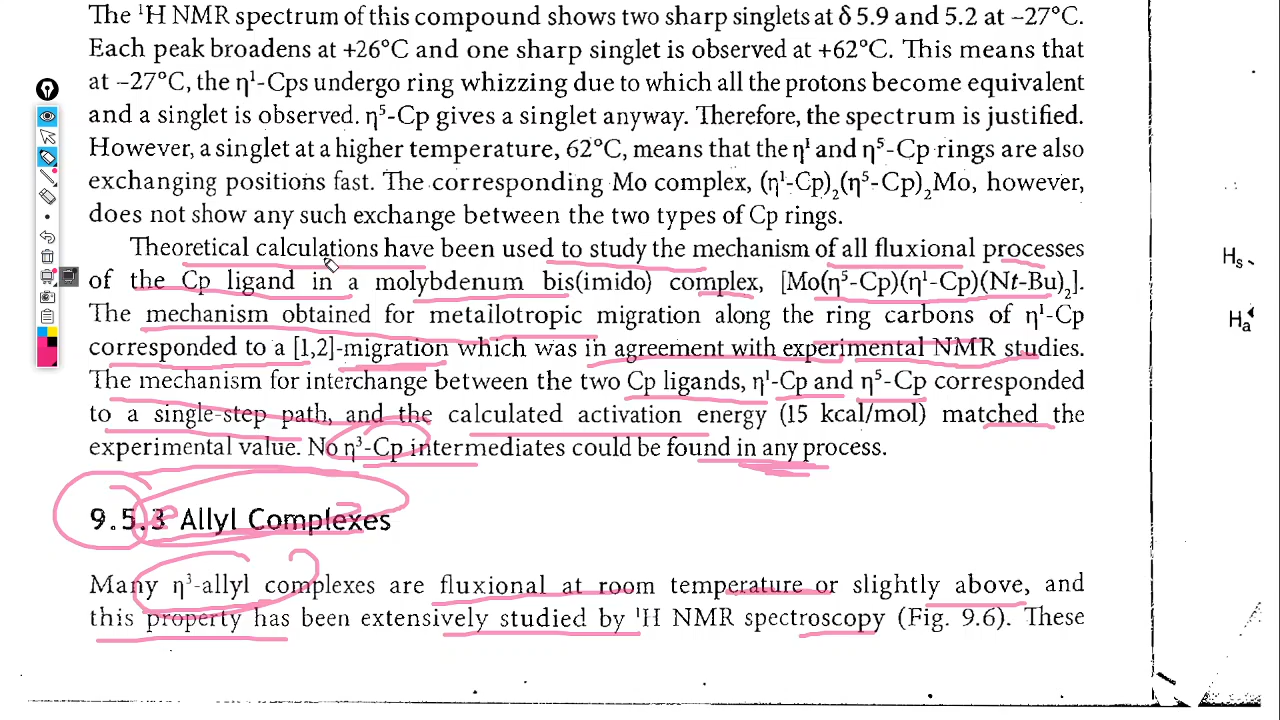 The ¹H NMR spectrum of this compound shows two sharp singlets at δ 5.9 and 5.2 at –27°C.
Each peak broadens at +26°C and one sharp singlet is observed at +62°C. This means that
at –27°C, the η¹-Cps undergo ring whizzing due to which all the protons become equivalent
and a singlet is observed. η⁵-Cp gives a singlet anyway. Therefore, the spectrum is justified.
However, a singlet at a higher temperature, 62°C, means that the η¹ and η⁵-Cp rings are also
exchanging positions fast. The corresponding Mo complex, (η¹-Cp)₂(η⁵-Cp)₂Mo, however,
does not show any such exchange between the two types of Cp rings.
Theoretical calculations have been used to study the mechanism of all fluxional processes
of the Cp ligand in a molybdenum bis(imido) complex, [Mo(η⁵-Cp)(η¹-Cp)(Nt-Bu)₂].
The mechanism obtained for metailotropic migration along the ring carbons of η¹-Cp
corresponded to a [1,2]-migration which was in agreement with experimental NMR studies.
The mechanism for interchange between the two Cp ligands, η¹-Cp and η⁵-Cp corresponded
to a single-step path, and the calculated activation energy (15 kcal/mol) matched the
experimental value. No η³-Cp intermediates could be found in any process.
9.5.3 Allyl Complexes
Many η³-allyl complexes are fluxional at room temperature or slightly above, and
this property has been extensively studied by ¹H NMR spectroscopy (Fig. 9.6). These
Hₛ
Hₐ